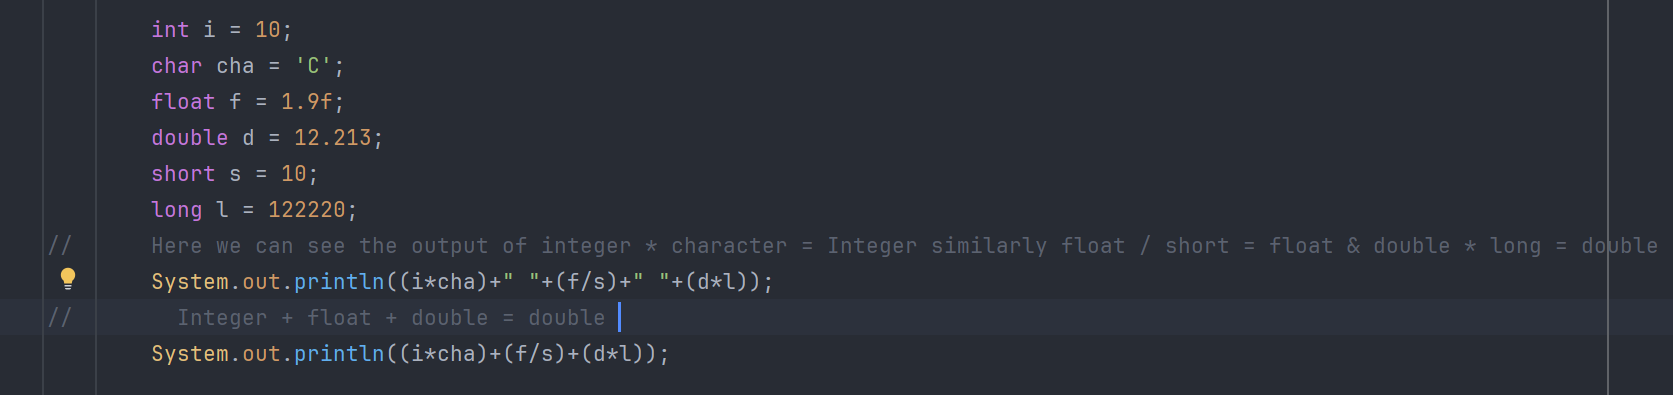 int i = 10;
char cha = 'C';
float f = 1.9f;
double d = 12.213;
short s = 10;
long l = 122220;
// Here we can see the output of integer * character = Integer similarly float / short = float & double * long = double
System.out.println((i*cha)+" "+(f/s)+" "+(d*l));
// Integer + float + double = double
System.out.println((i*cha)+(f/s)+(d*l));